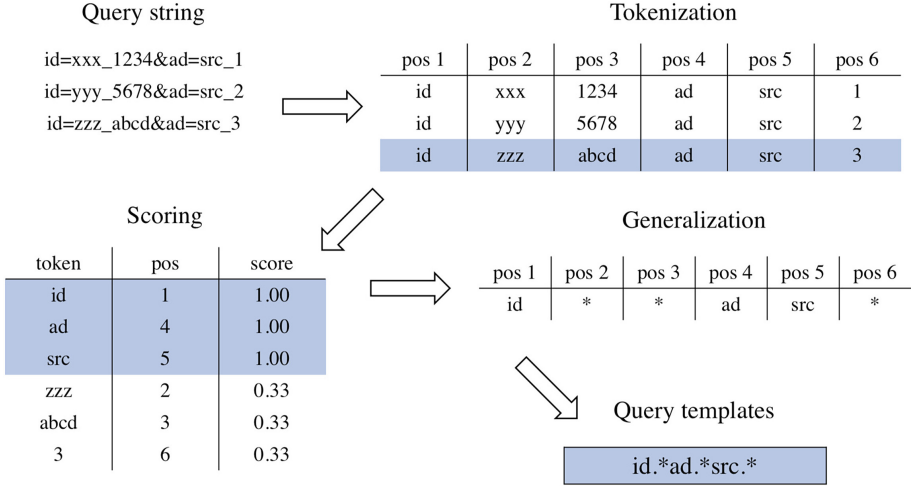 Query string
id=xxx_1234&ad=src_1
id=yyy_5678&ad=src_2
id=zzz_abcd&ad=src_3
Tokenization
pos 1 pos 2 pos 3 pos 4 pos 5 pos 6
id xxx 1234 ad src 1
id yyy 5678 ad src 2
id zzz abcd ad src 3
Scoring
token pos score
id 1 1.00
ad 4 1.00
src 5 1.00
zzz 2 0.33
abcd 3 0.33
3 6 0.33
Generalization
pos 1 pos 2 pos 3 pos 4 pos 5 pos 6
id * * ad src *
Query templates
id.*ad.*src.*